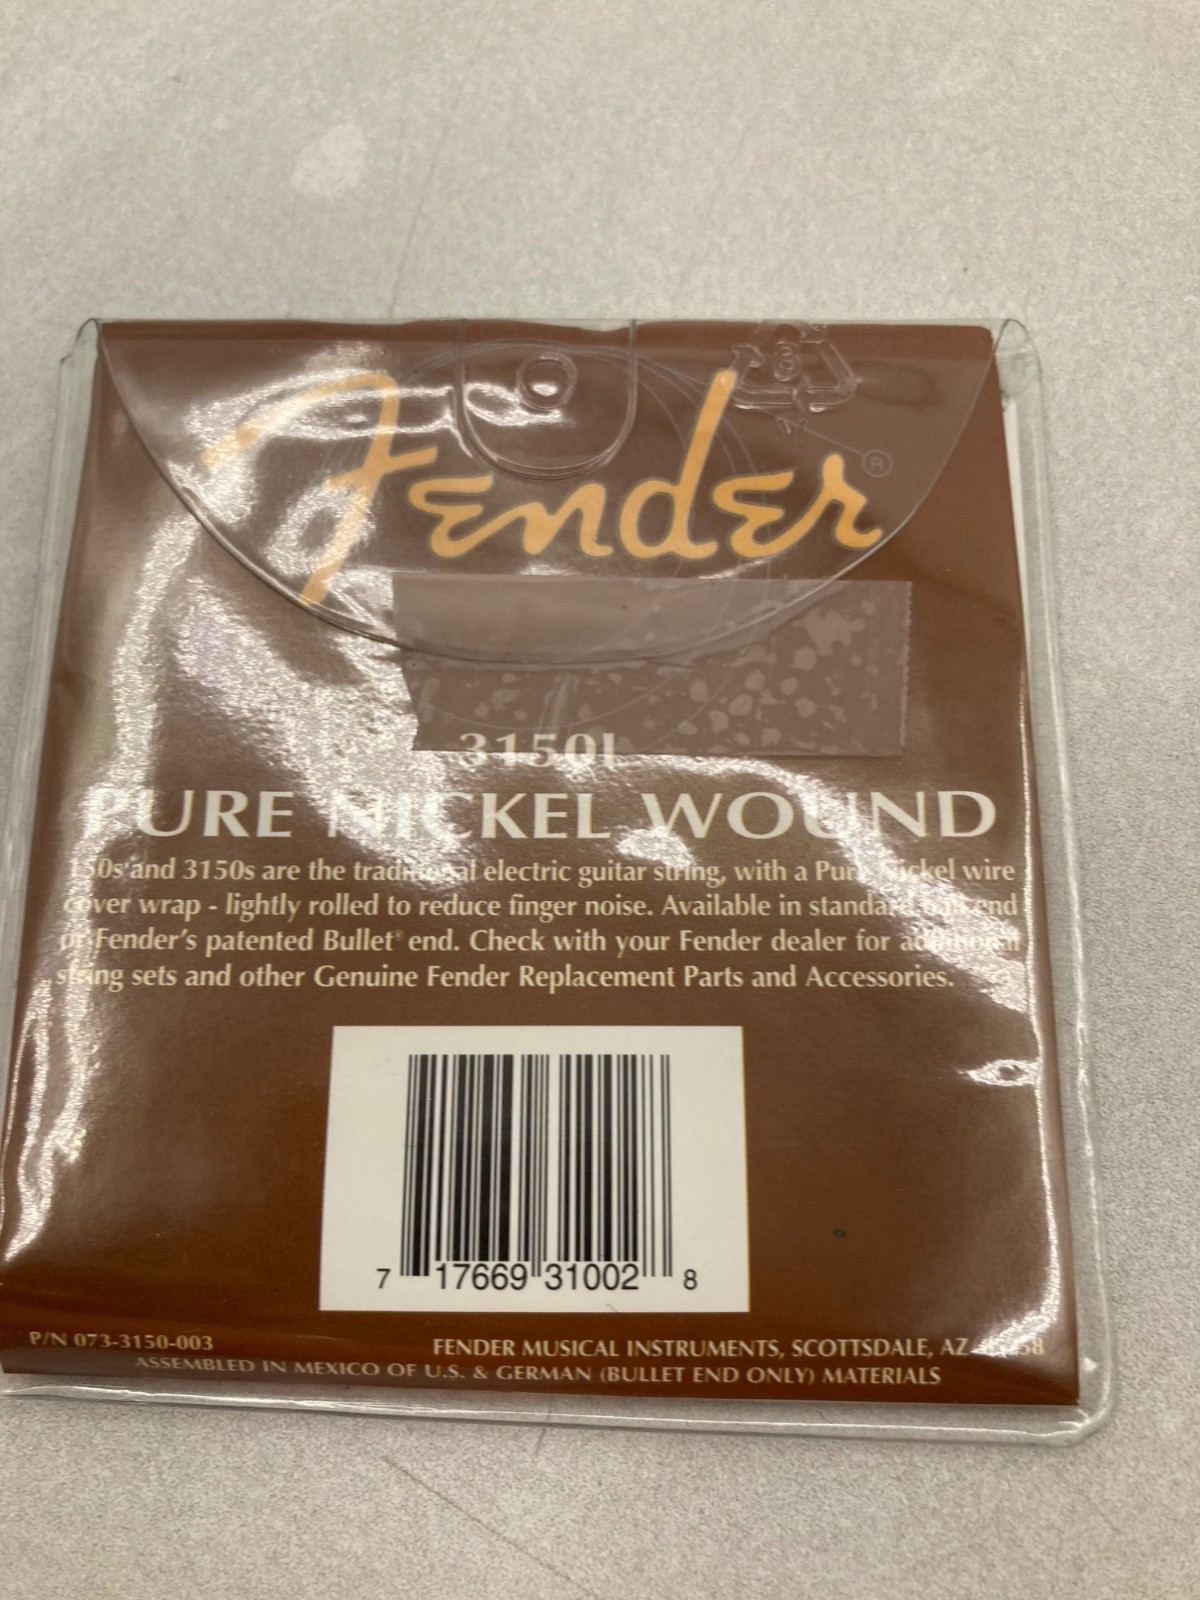 Fender®
3150L
PURE NICKEL WOUND
150s and 3150s are the traditional electric guitar string, with a Pure Nickel wire
cover wrap - lightly rolled to reduce finger noise. Available in standard ball end
or Fender's patented Bullet® end. Check with your Fender dealer for additional
string sets and other Genuine Fender Replacement Parts and Accessories.
7 17669 31002 8
P/N 073-3150-003
FENDER MUSICAL INSTRUMENTS, SCOTTSDALE, AZ
ASSEMBLED IN MEXICO OF U.S. & GERMAN (BULLET END ONLY) MATERIALS